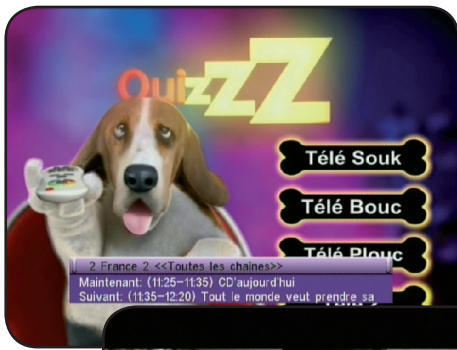 QuizZZ
Télé Souk
Télé Bouc
Télé Plouc
2 France 2 <<Toutes les chaînes>>
Maintenant: (11:25-11:35) CD'aujourd'hui
Suivant: (11:35-12:20) Tout le monde veut prendre sa